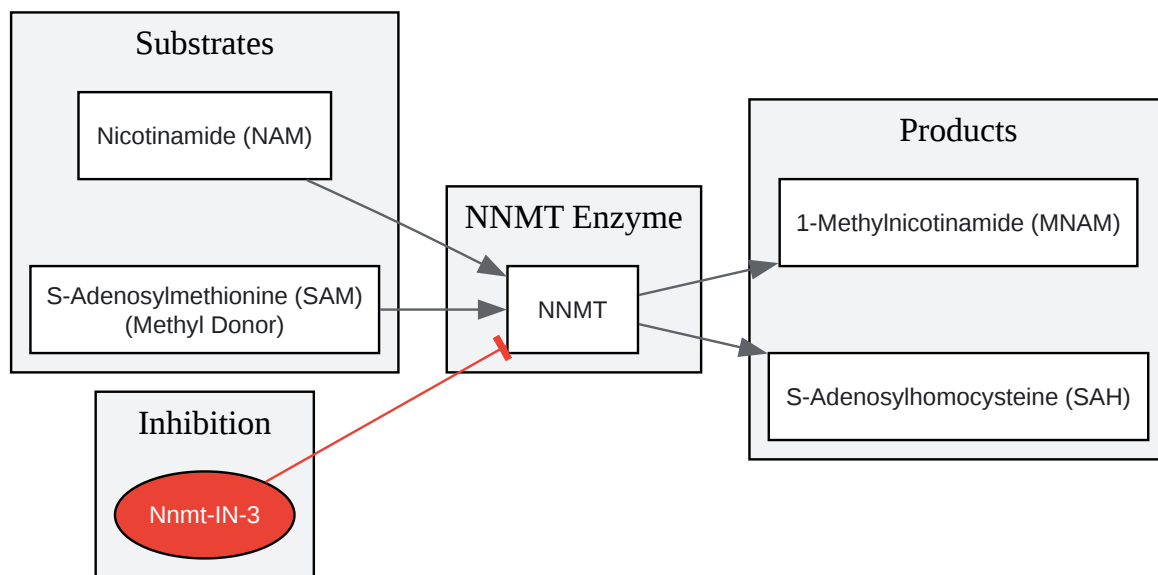 Substrates
Nicotinamide (NAM)
S-Adenosylmethionine (SAM)
(Methyl Donor)
Inhibition
Nnmt-IN-3
NNMT Enzyme
NNMT
Products
1-Methylnicotinamide (MNAM)
S-Adenosylhomocysteine (SAH)